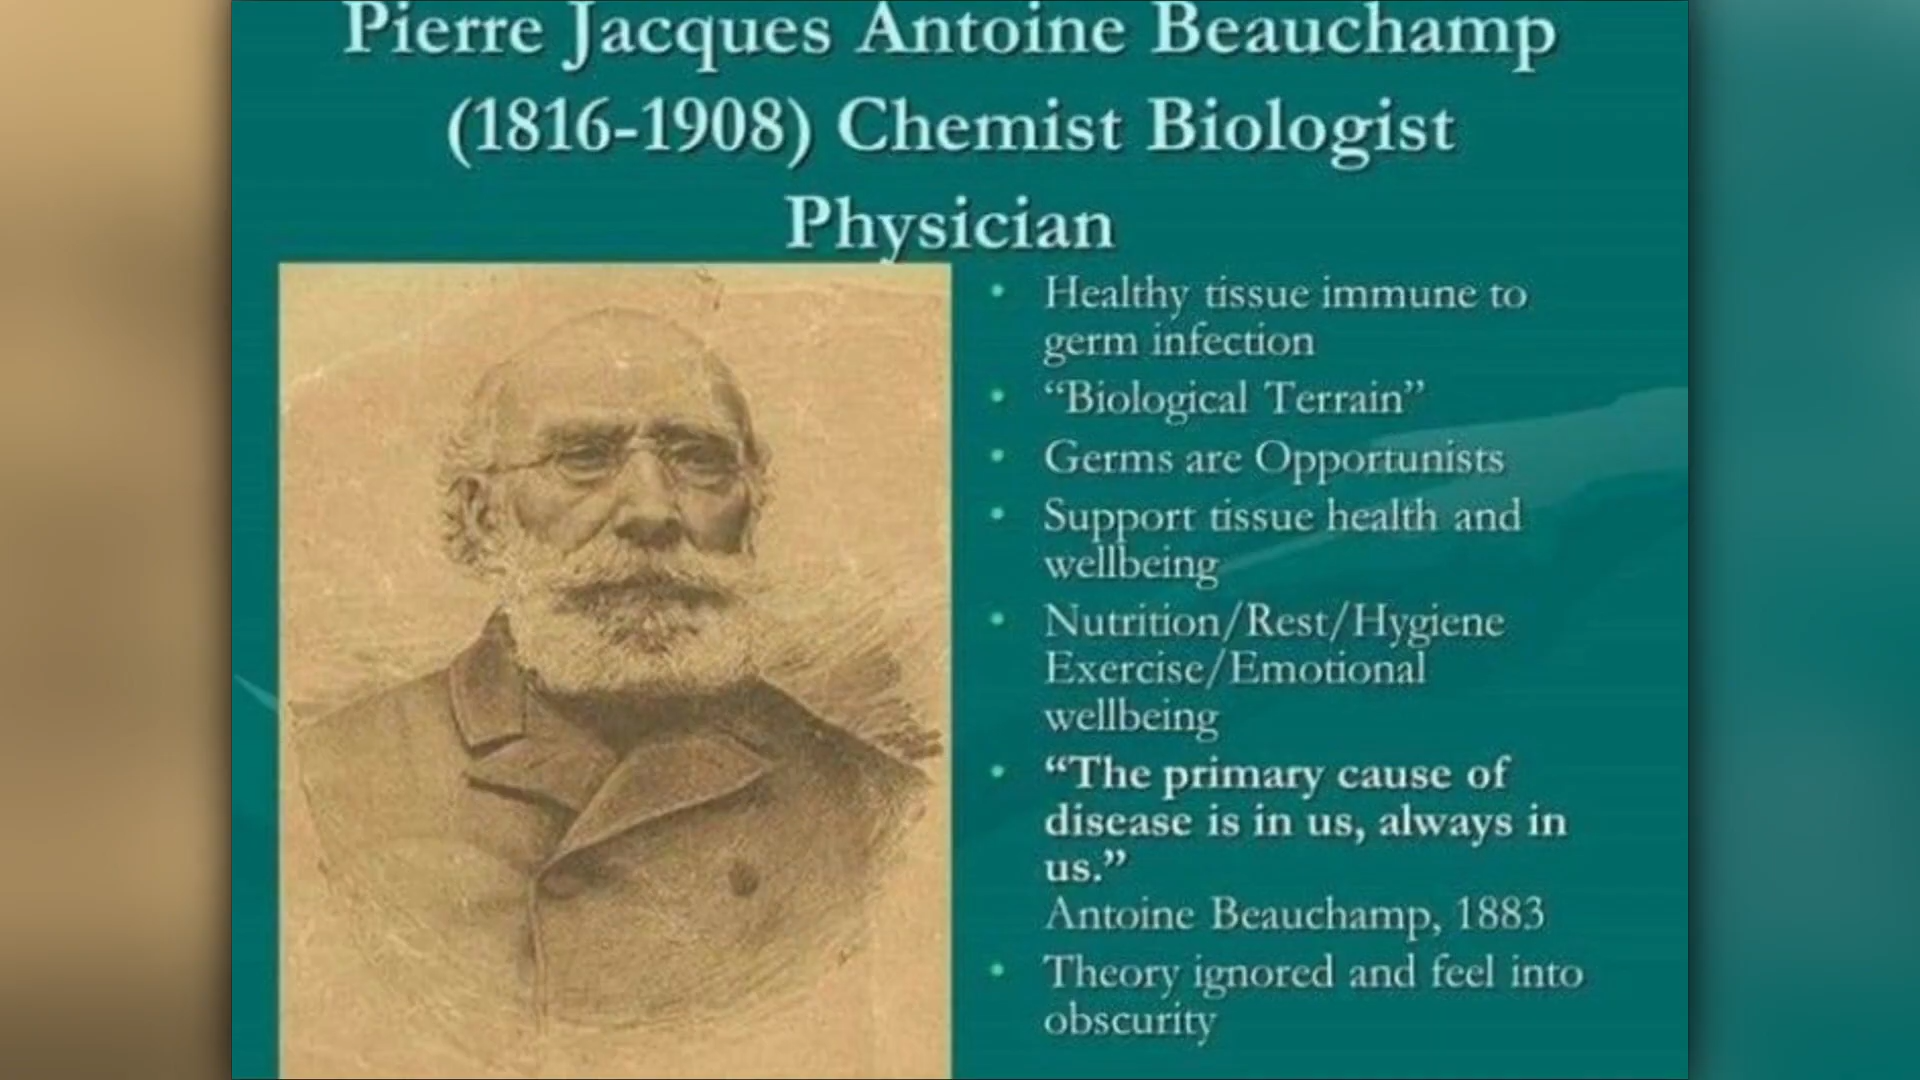 Pierre Jacques Antoine Beauchamp
(1816-1908) Chemist Biologist
Physician
• Healthy tissue immune to
germ infection
• “Biological Terrain”
• Germs are Opportunists
• Support tissue health and
wellbeing
• Nutrition/Rest/Hygiene
Exercise/Emotional
wellbeing
• “The primary cause of
disease is in us, always in
us.”
Antoine Beauchamp, 1883
• Theory ignored and feel into
obscurity